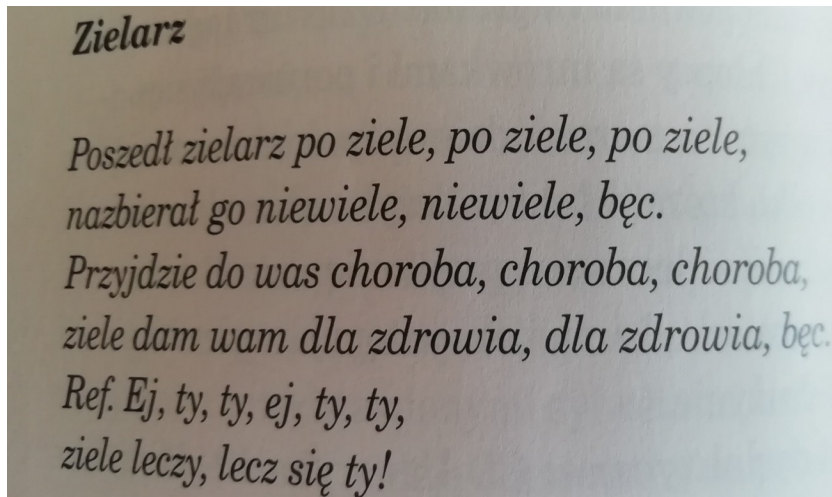 Zielarz
Poszedł zielarz po ziele, po ziele, po ziele,
nazbierał go niewiele, niewiele, bęc.
Przyjdzie do was choroba, choroba, choroba,
ziele dam wam dla zdrowia, dla zdrowia, bęc.
Ref. Ej, ty, ty, ej, ty, ty,
ziele leczy, lecz się ty!